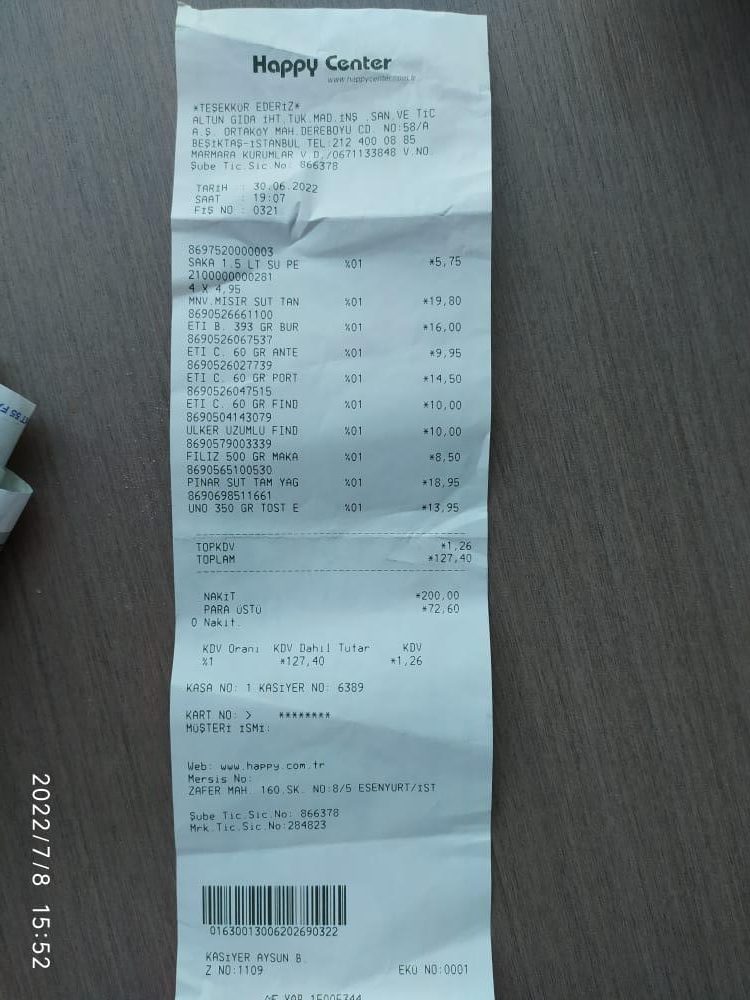 Happy Center
www.happycenter.com.tr
*TEŞEKKÜR EDERİZ*
ALTUN GIDA İHT.TÜK.MAD.İNŞ .SAN.VE TİC
A.Ş. ORTAKÖY MAH.DEREBOYU CD. NO:58/A
BEŞİKTAŞ-İSTANBUL TEL:212 400 08 85
MARMARA KURUMLAR V.D./0671133848 V.NO.
Şube Tic.Sic.No: 866378
TARİH : 30.06.2022
SAAT : 19:07
FİŞ NO : 0321
8697520000003
SAKA 1.5 LT SU PE %01 *5,75
2100000000281
4 X 4,95
MNV.MISIR SUT TAN %01 *19,80
8690526661100
ETI B. 393 GR BUR %01 *16,00
8690526067537
ETI C. 60 GR ANTE %01 *9,95
8690526027739
ETI C. 60 GR PORT %01 *14,50
8690526047515
ETI C. 60 GR FIND %01 *10,00
8690504143079
ULKER UZUMLU FIND %01 *10,00
8690579003339
FILIZ 500 GR MAKA %01 *8,50
8690565100530
PINAR SUT TAM YAG %01 *18,95
8690698511661
UNO 350 GR TOST E %01 *13,95
TOPKDV *1,26
TOPLAM *127,40
NAKİT *200,00
PARA ÜSTÜ *72,60
0 Nakit.
KDV Oranı KDV Dahil Tutar KDV
%1 *127,40 *1,26
KASA NO: 1 KASİYER NO: 6389
KART NO: > ********
MÜŞTERİ İSMİ:
Web: www.happy.com.tr
Mersis No:
ZAFER MAH. 160.SK. NO:8/5 ESENYURT/İST
Şube Tic.Sic.No: 866378
Mrk.Tic.Sic.No:284823
01630013006202690322
KASİYER AYSUN B.
Z NO:1109 EKÜ NO:0001
2022/7/8 15:52